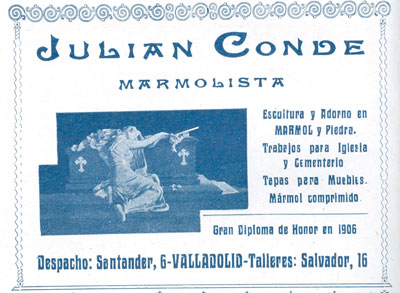 JULIAN CONDE
MARMOLISTA
Escultura y Adorno en
MARMOL y Piedra.
Trabajos para Iglesia
y Cementerio
Tapas para Muebles.
Mármol comprimido.
Gran Diploma de Honor en 1906
Despacho: Santander, 6-VALLADOLID-Talleres: Salvador, 16